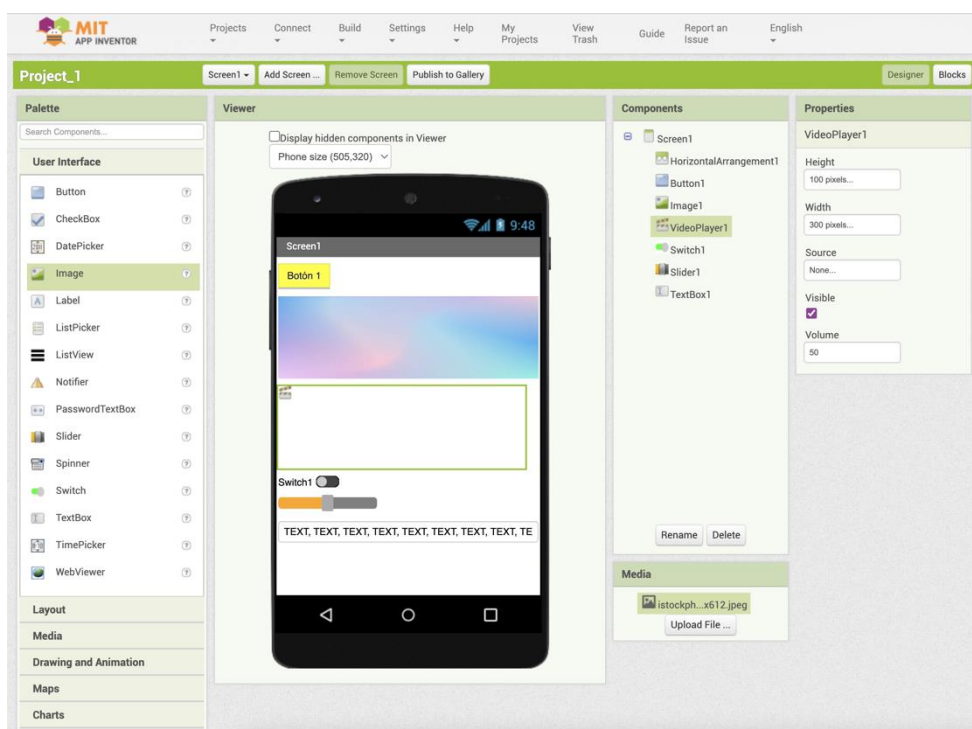 MIT
APP INVENTOR
Projects
Connect
Build
Settings
Help
My Projects
View Trash
Guide
Report an Issue
English
Project_1
Screen1
Add Screen ...
Remove Screen
Publish to Gallery
Designer
Blocks
Palette
Search Components...
User Interface
Button
?
CheckBox
?
DatePicker
?
Image
?
Label
?
ListPicker
?
ListView
?
Notifier
?
PasswordTextBox
?
Slider
?
Spinner
?
Switch
?
TextBox
?
TimePicker
?
WebViewer
?
Layout
Media
Drawing and Animation
Maps
Charts
Viewer
Display hidden components in Viewer
Phone size (505,320)
9:48
Screen1
Botón 1
Switch1
TEXT, TEXT, TEXT, TEXT, TEXT, TEXT, TEXT, TEXT, TE
Components
Screen1
HorizontalArrangement1
Button1
Image1
VideoPlayer1
Switch1
Slider1
TextBox1
Rename
Delete
Media
istockph...x612.jpeg
Upload File ...
Properties
VideoPlayer1
Height
100 pixels...
Width
300 pixels...
Source
None...
Visible
Volume
50